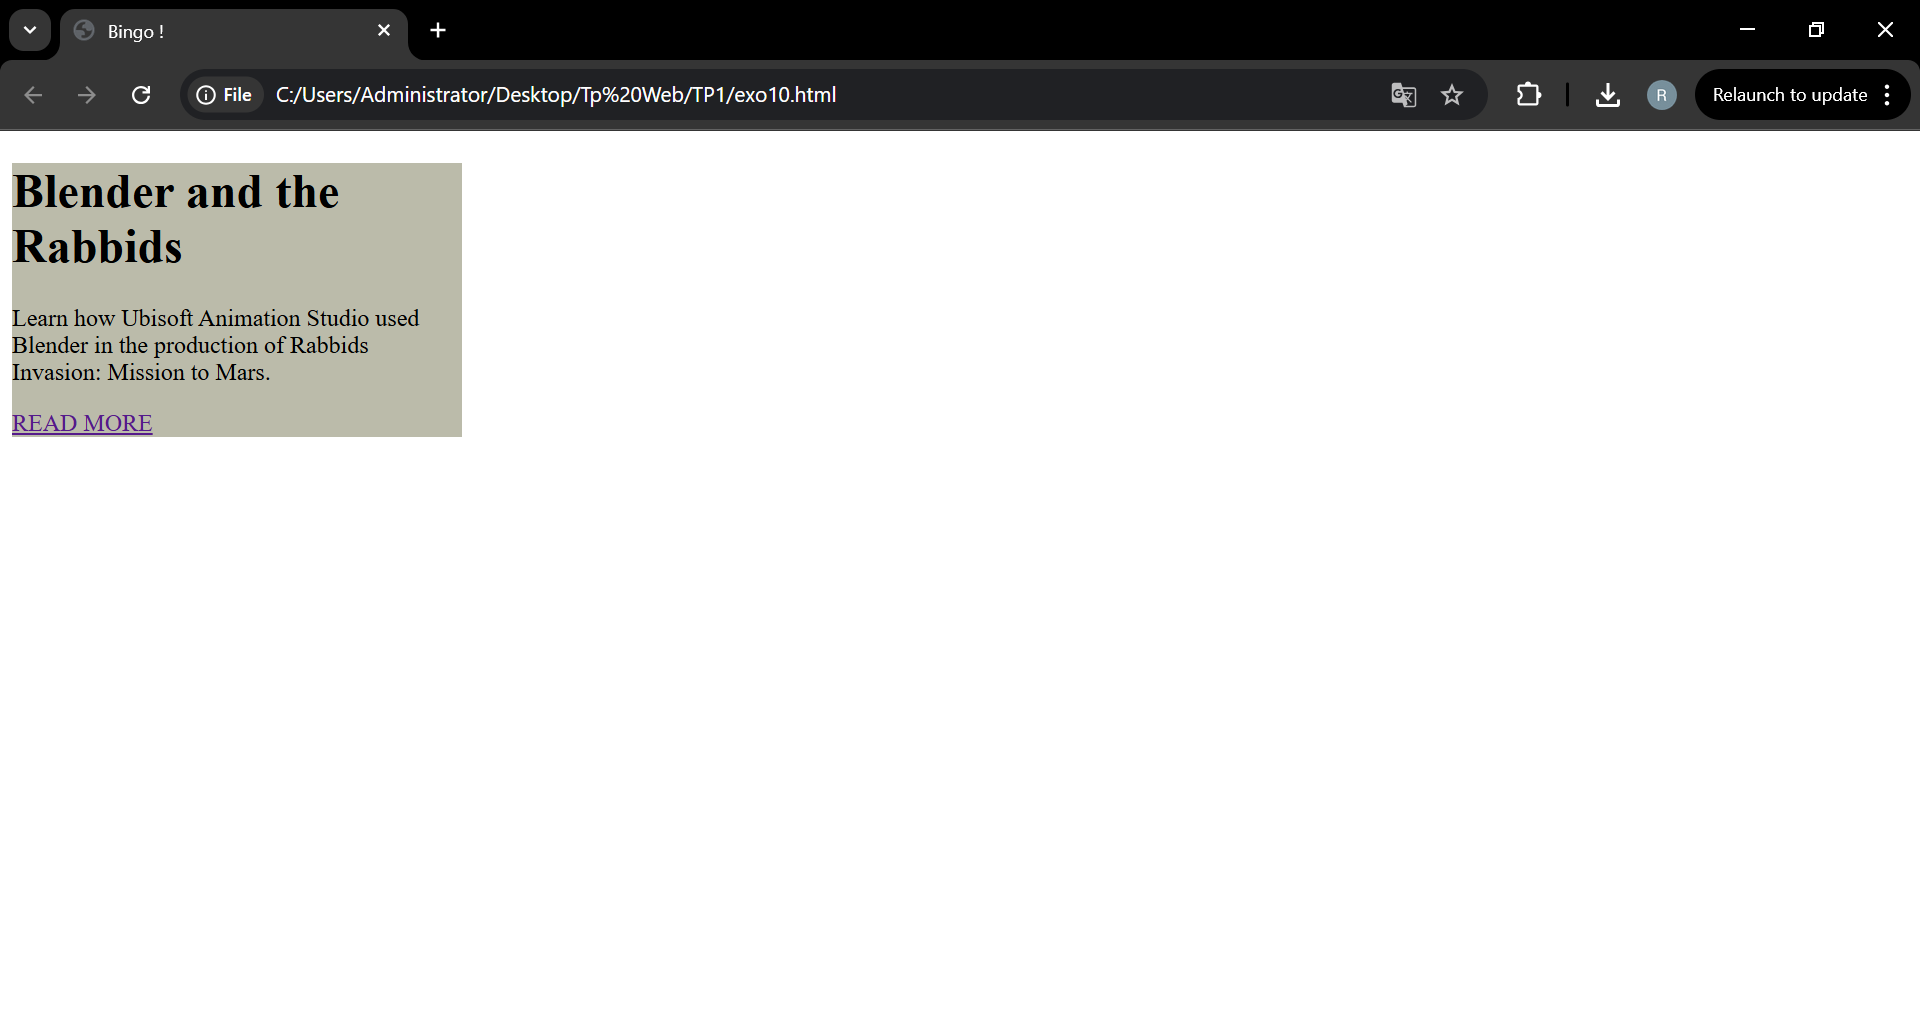 Bingo !
File
C:/Users/Administrator/Desktop/Tp%20Web/TP1/exo10.html
R
Relaunch to update
Blender and the
Rabbids
Learn how Ubisoft Animation Studio used
Blender in the production of Rabbids
Invasion: Mission to Mars.
READ MORE